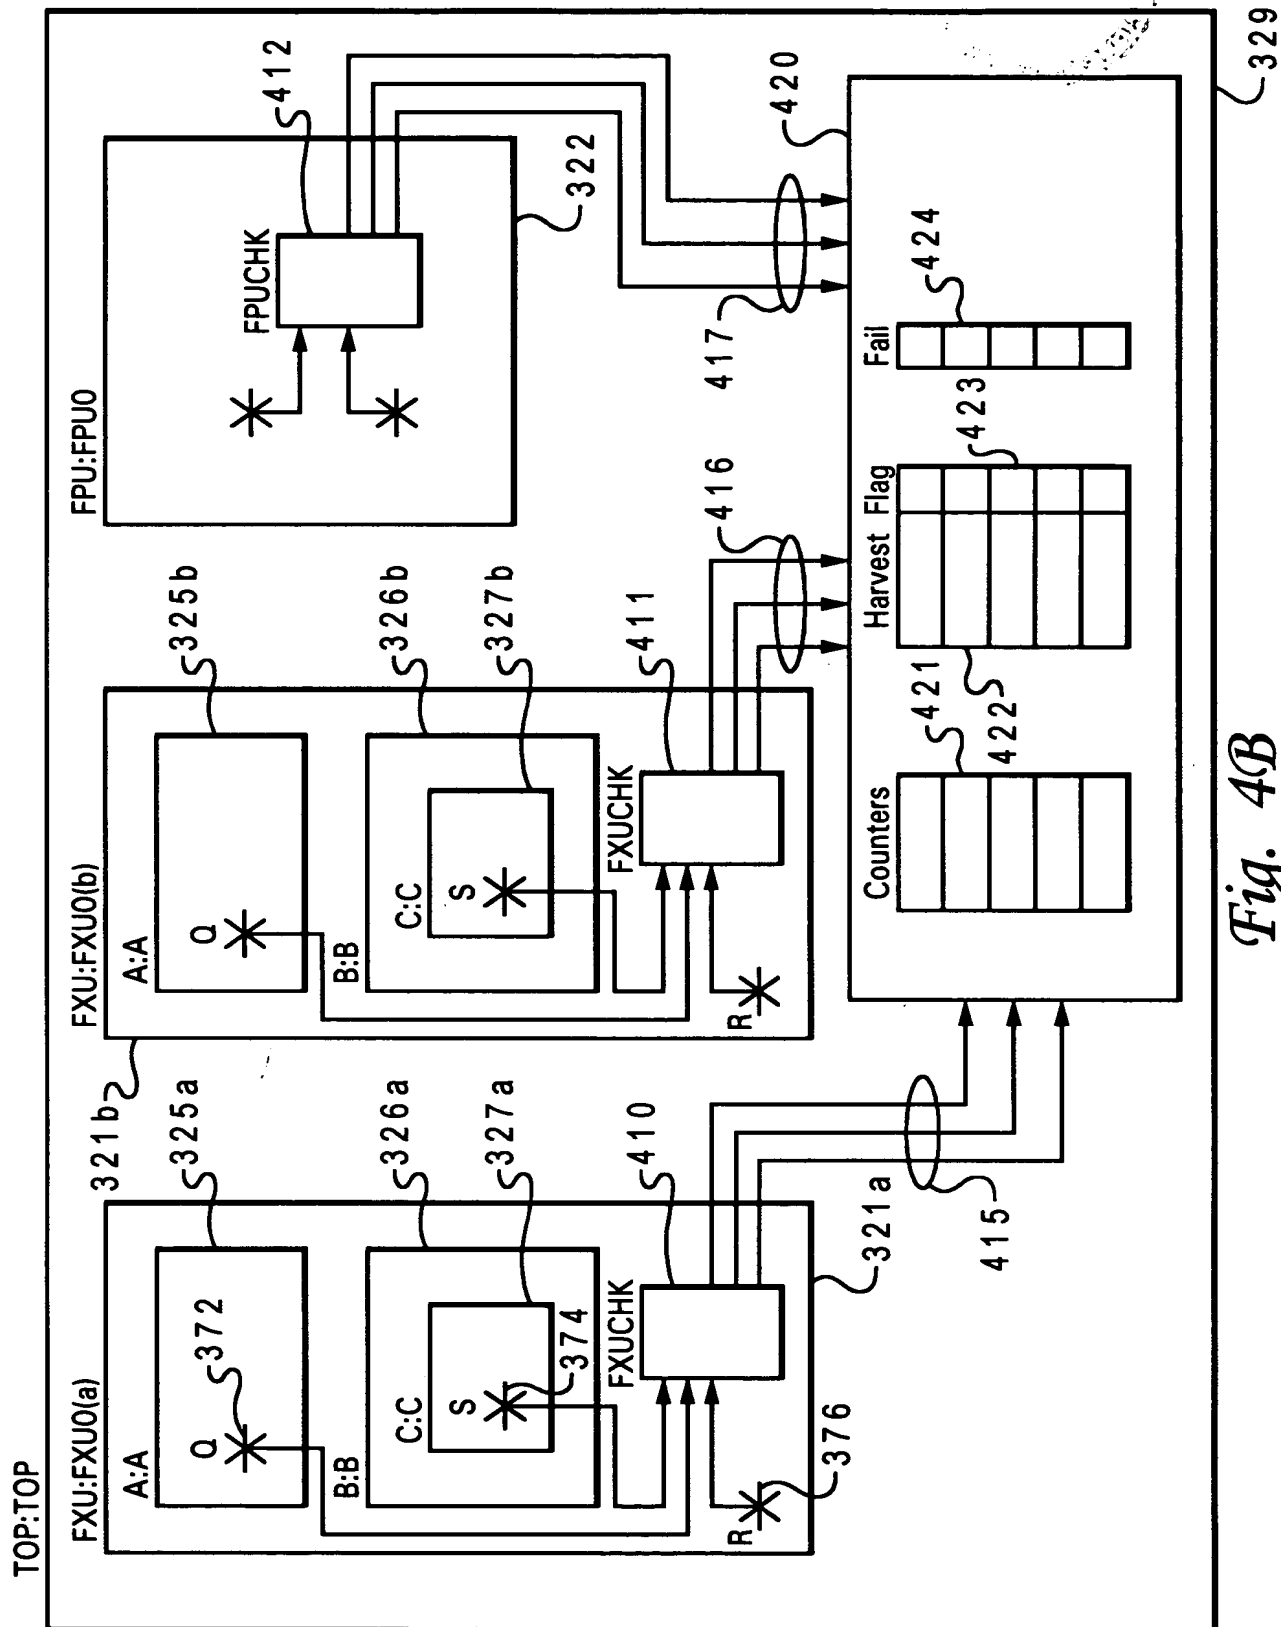 TOP:TOP
329
FXU:FXU0(a)
321a
A:A
Q
372
325a
B:B
326a
C:C
S
374
327a
FXUCHK
410
R
376
415
FXU:FXU0(b)
321b
A:A
Q
325b
B:B
326b
C:C
S
327b
FXUCHK
411
R
416
FPU:FPU0
322
FPUCHK
412
417
420
Counters
421
Harvest
422
Flag
423
Fail
424
Fig. 4B